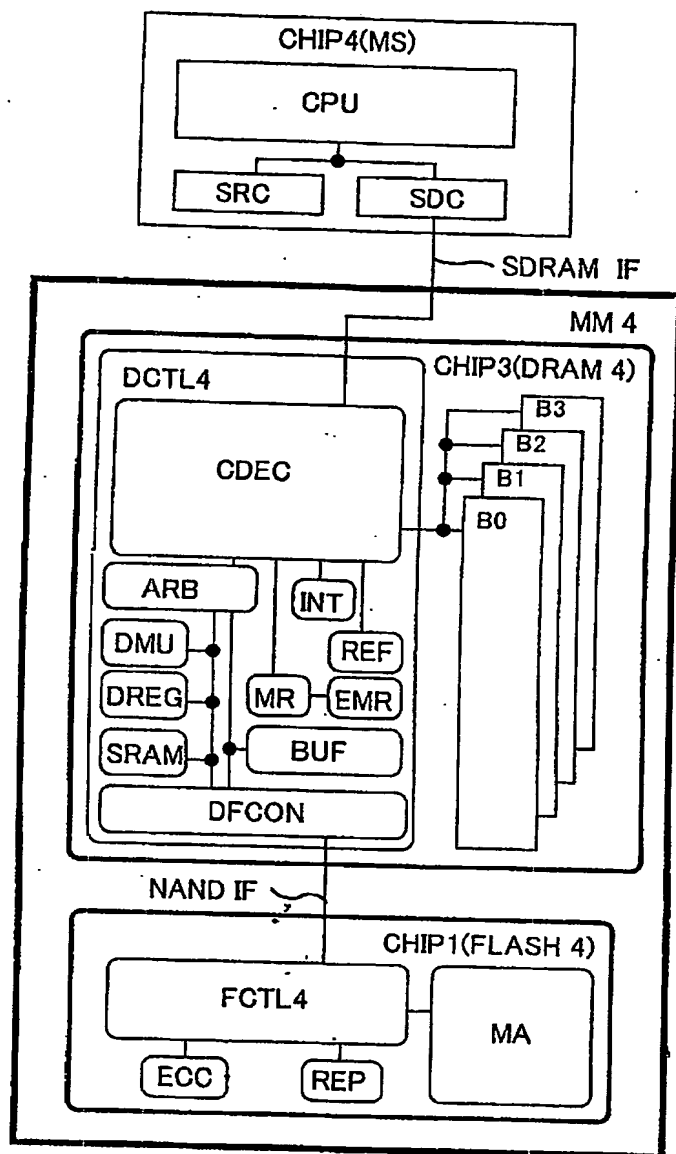 CHIP4(MS)
CPU
SRC
SDC
SDRAM IF
MM 4
CHIP3(DRAM 4)
DCTL4
B3
B2
B1
B0
CDEC
ARB
INT
DMU
REF
DREG
MR
EMR
SRAM
BUF
DFCON
NAND IF
CHIP1(FLASH 4)
FCTL4
MA
ECC
REP